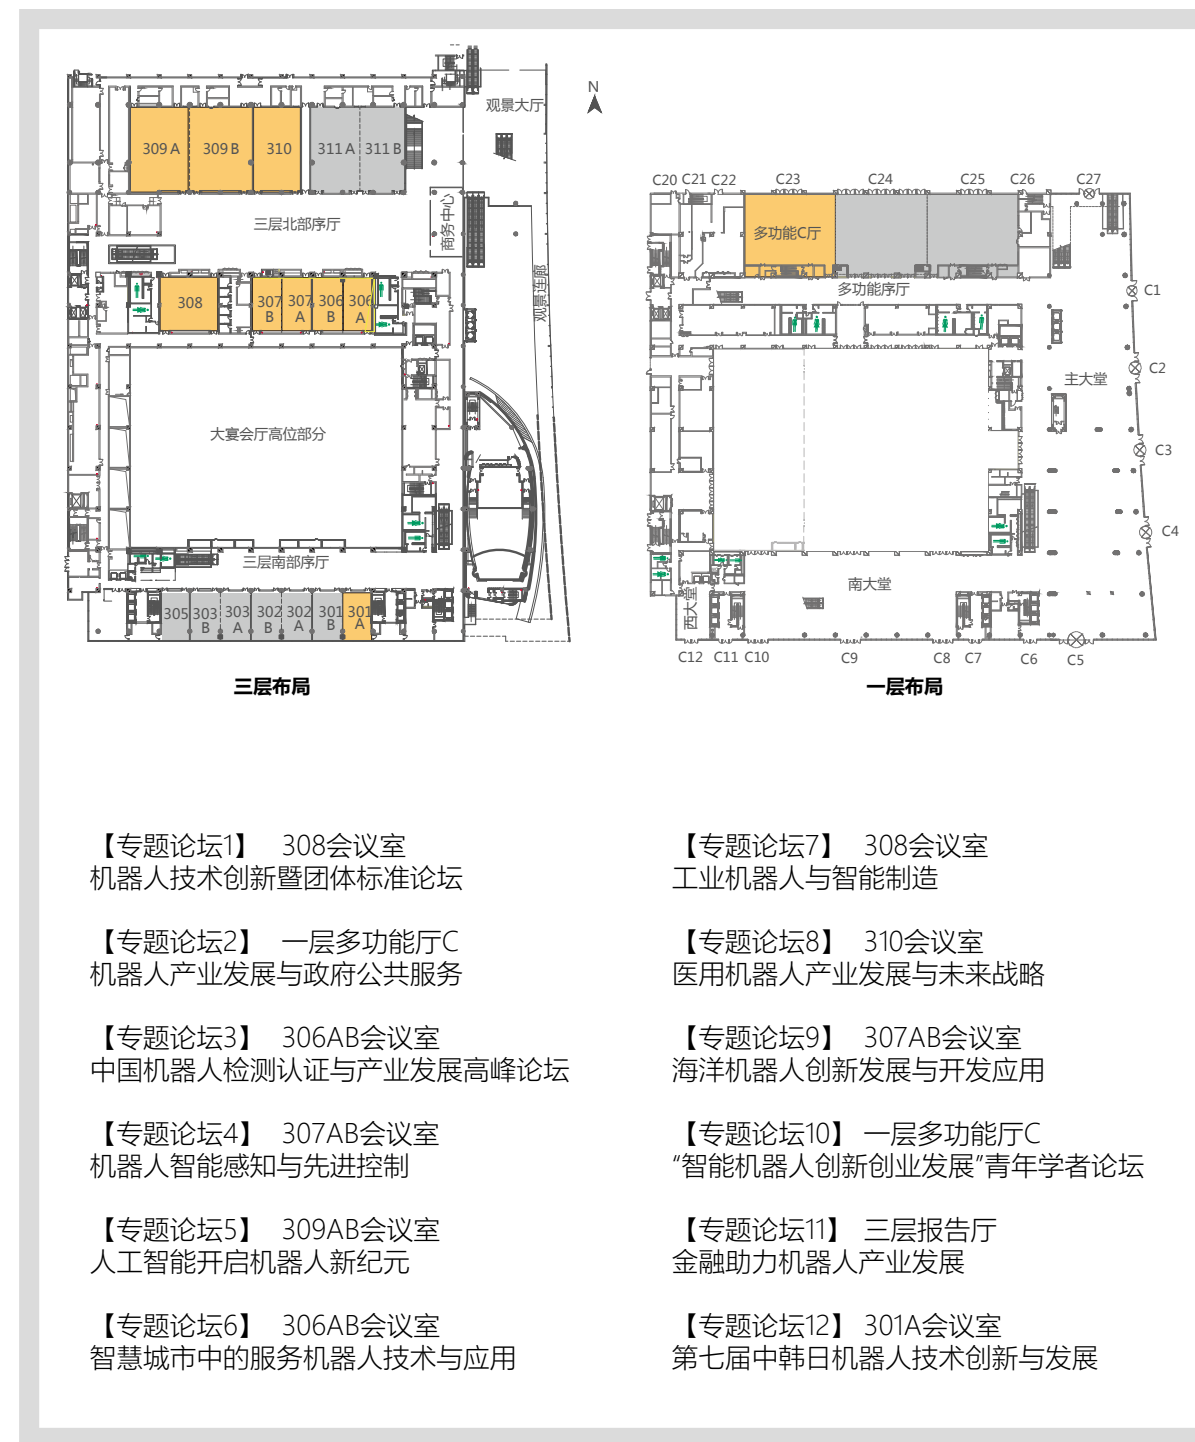 观景大厅
N
309 A
309 B
310
311 A
311 B
三层北部序厅
商务中心
观景连廊
308
307 B
307 A
306 B
306 A
大宴会厅高位部分
三层南部序厅
305
303 B
303 A
302 B
302 A
301 B
301 A
三层布局
C20 C21 C22 C23 C24 C25 C26 C27
多功能C厅
多功能序厅
C1
主大堂
C2
C3
C4
南大堂
西大堂
C12 C11 C10 C9 C8 C7 C6 C5
一层布局
【专题论坛1】 308会议室
机器人技术创新暨团体标准论坛
【专题论坛2】 一层多功能厅C
机器人产业发展与政府公共服务
【专题论坛3】 306AB会议室
中国机器人检测认证与产业发展高峰论坛
【专题论坛4】 307AB会议室
机器人智能感知与先进控制
【专题论坛5】 309AB会议室
人工智能开启机器人新纪元
【专题论坛6】 306AB会议室
智慧城市中的服务机器人技术与应用
【专题论坛7】 308会议室
工业机器人与智能制造
【专题论坛8】 310会议室
医用机器人产业发展与未来战略
【专题论坛9】 307AB会议室
海洋机器人创新发展与开发应用
【专题论坛10】 一层多功能厅C
“智能机器人创新创业发展”青年学者论坛
【专题论坛11】 三层报告厅
金融助力机器人产业发展
【专题论坛12】 301A会议室
第七届中韩日机器人技术创新与发展